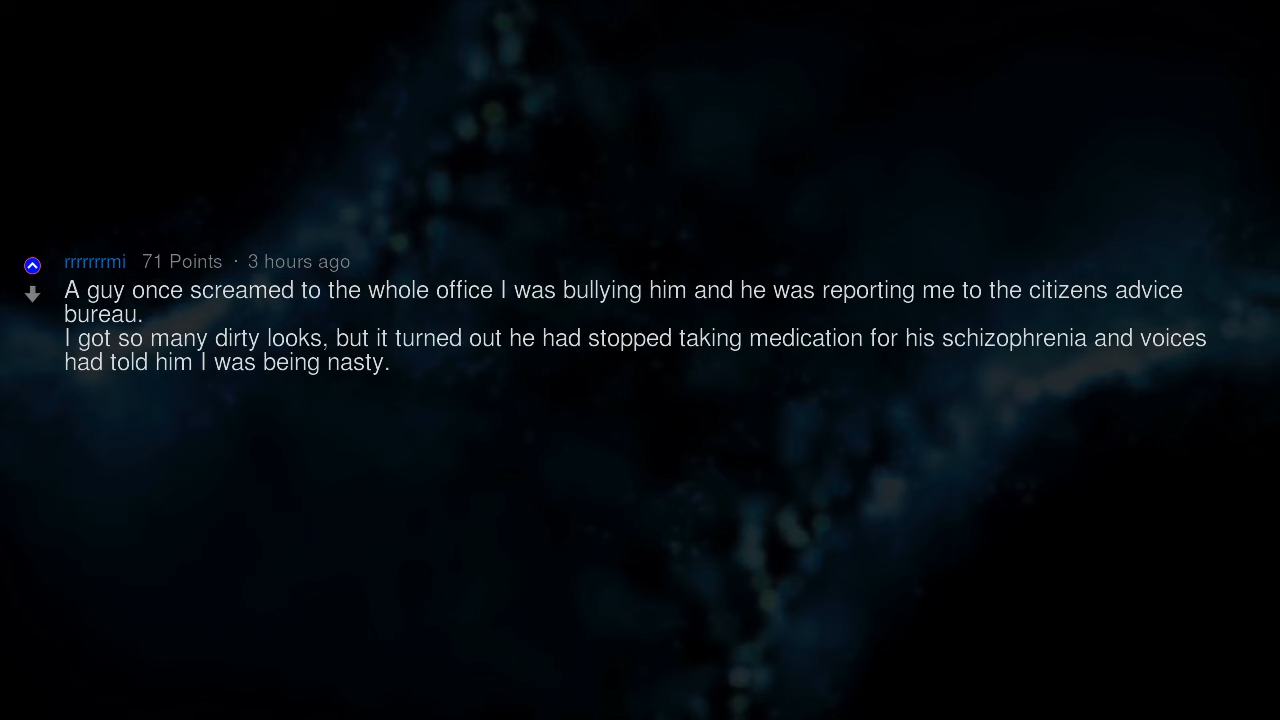 rrrrrrrmi 71 Points · 3 hours ago
A guy once screamed to the whole office I was bullying him and he was reporting me to the citizens advice
bureau.
I got so many dirty looks, but it turned out he had stopped taking medication for his schizophrenia and voices
had told him I was being nasty.